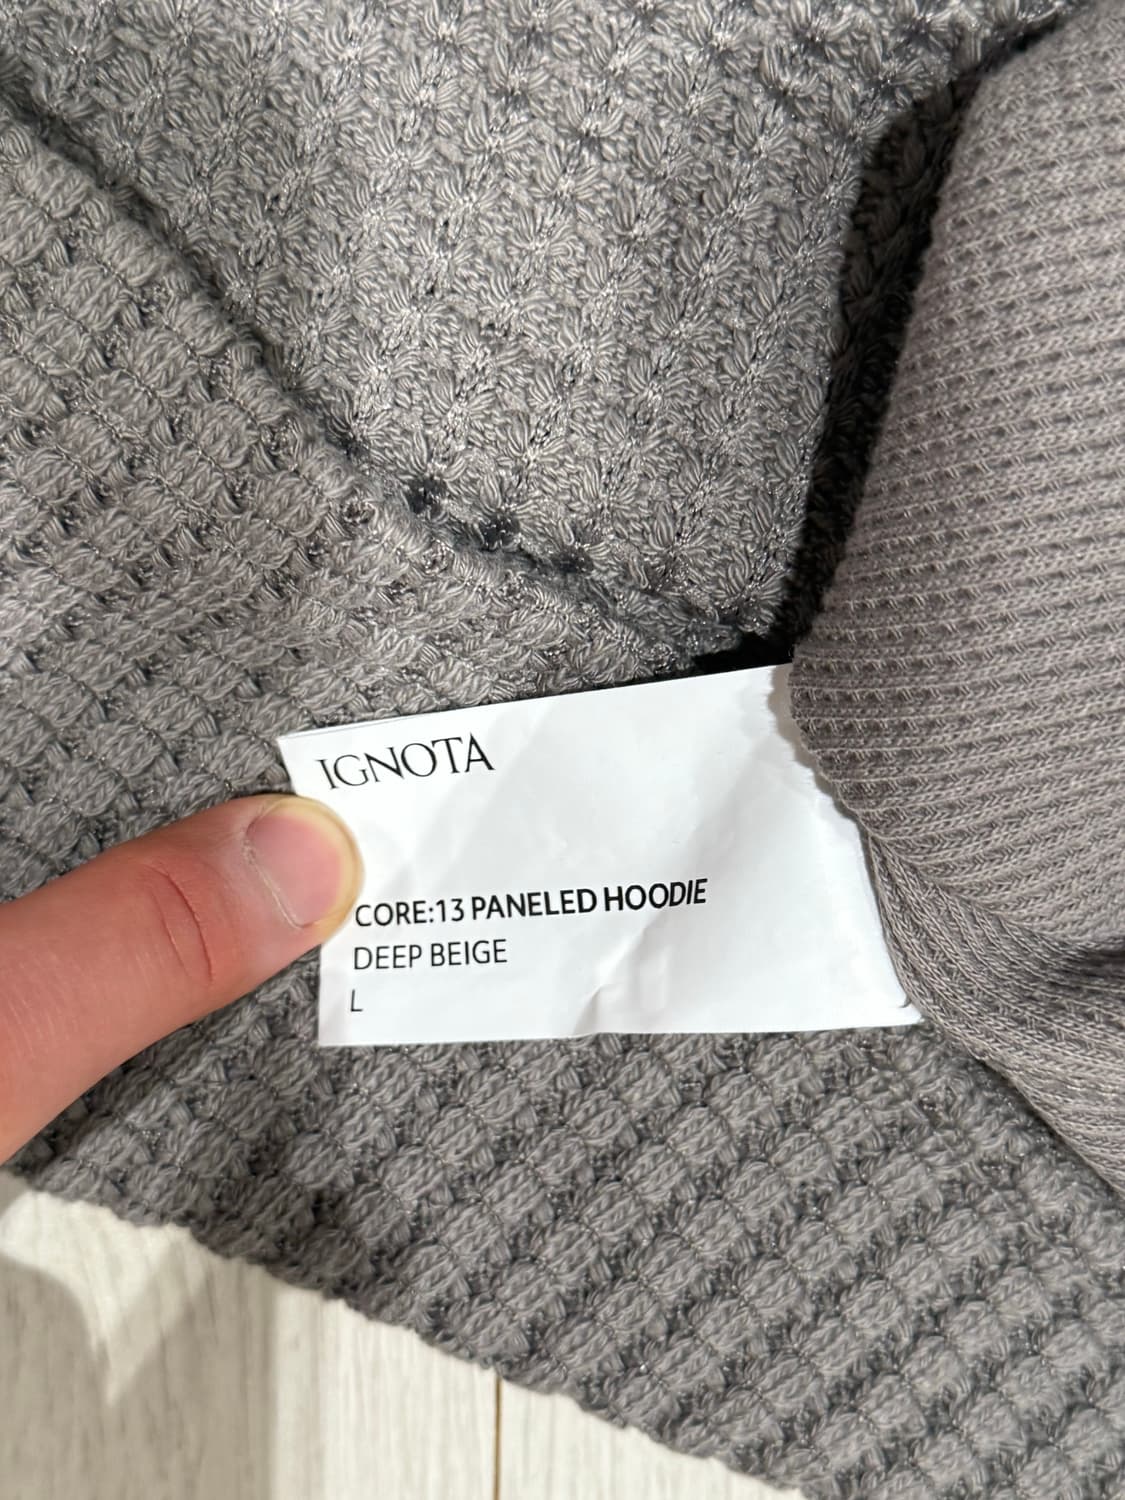 IGNOTA
CORE:13 PANELED HOODIE
DEEP BEIGE
L